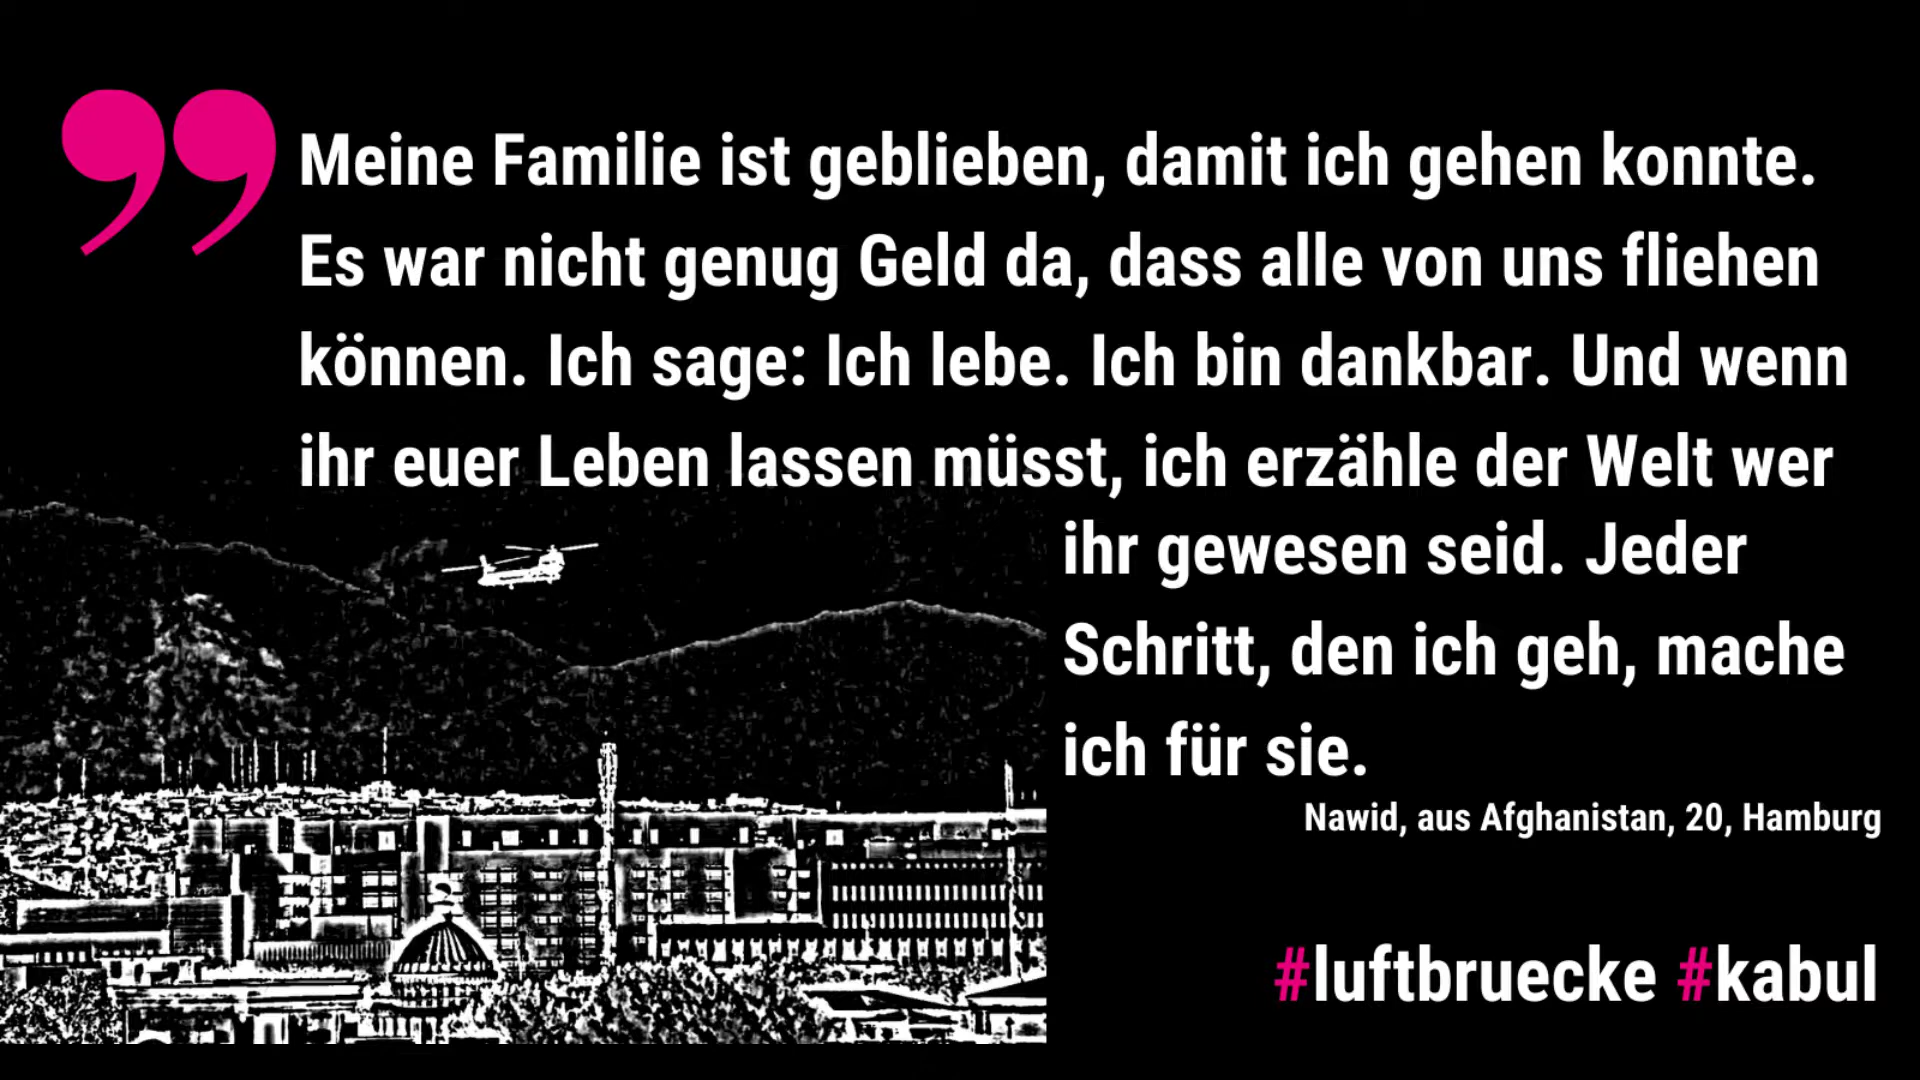 ” Meine Familie ist geblieben, damit ich gehen konnte.
Es war nicht genug Geld da, dass alle von uns fliehen
können. Ich sage: Ich lebe. Ich bin dankbar. Und wenn
ihr euer Leben lassen müsst, ich erzähle der Welt wer
ihr gewesen seid. Jeder
Schritt, den ich geh, mache
ich für sie.
Nawid, aus Afghanistan, 20, Hamburg
#luftbruecke #kabul